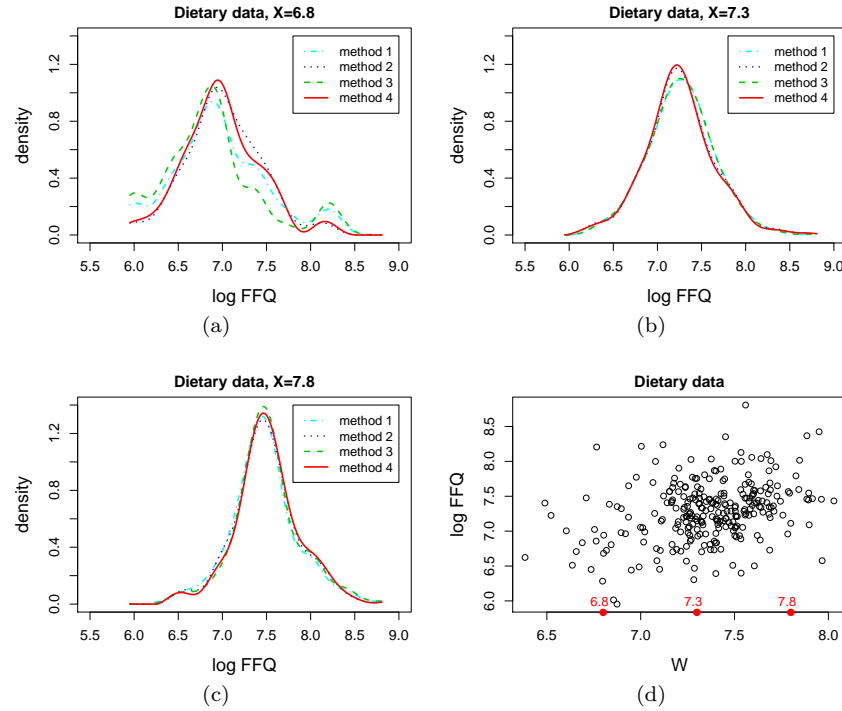 Dietary data, X=6.8
density
0.0 0.4 0.8 1.2
method 1
method 2
method 3
method 4
5.5 6.0 6.5 7.0 7.5 8.0 8.5 9.0
log FFQ
(a)
Dietary data, X=7.3
density
0.0 0.4 0.8 1.2
method 1
method 2
method 3
method 4
5.5 6.0 6.5 7.0 7.5 8.0 8.5 9.0
log FFQ
(b)
Dietary data, X=7.8
density
0.0 0.4 0.8 1.2
method 1
method 2
method 3
method 4
5.5 6.0 6.5 7.0 7.5 8.0 8.5 9.0
log FFQ
(c)
Dietary data
log FFQ
6.0 6.5 7.0 7.5 8.0 8.5
6.8 7.3 7.8
6.5 7.0 7.5 8.0
W
(d)